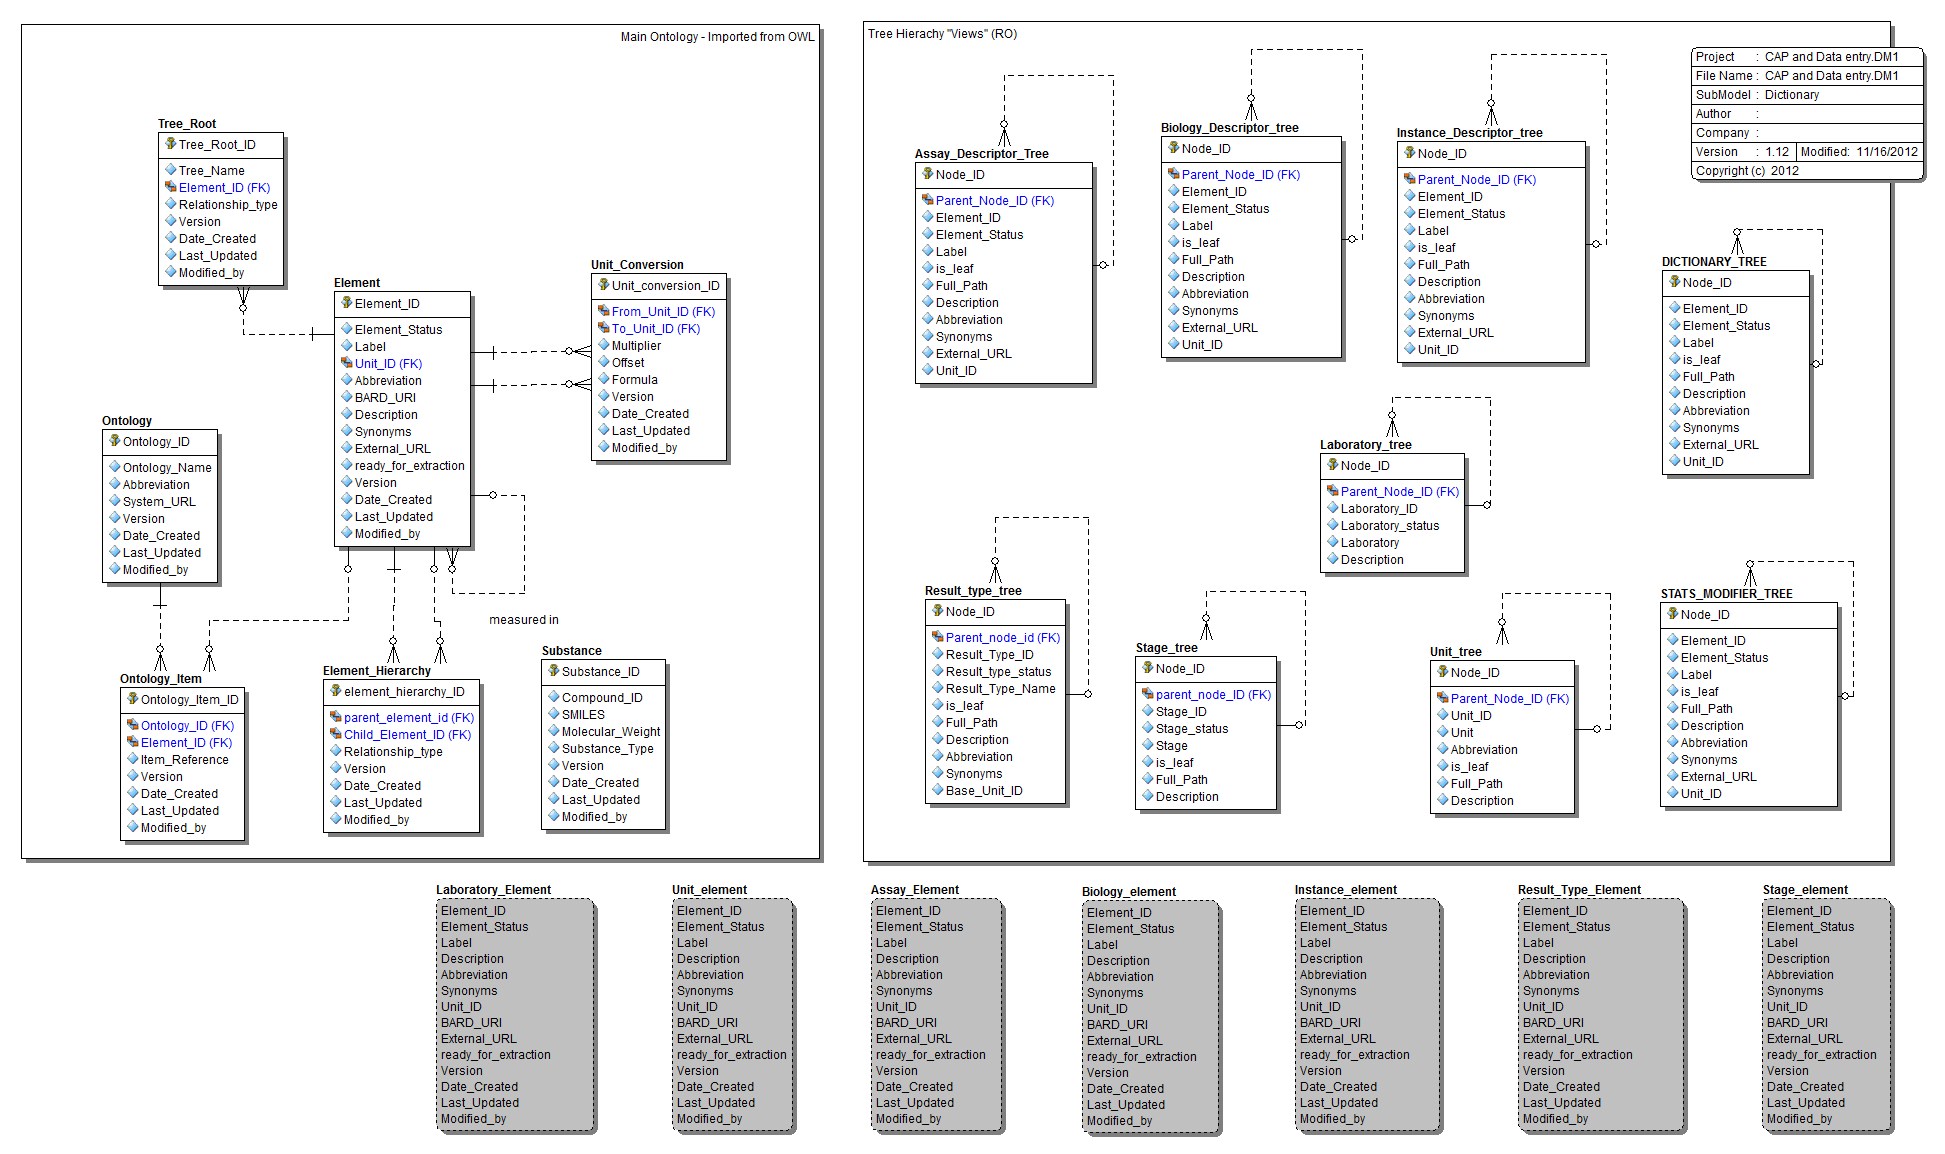 Main Ontology - Imported from OWL
Tree_Root
Tree_Root_ID
Tree_Name
Element_ID (FK)
Relationship_type
Version
Date_Created
Last_Updated
Modified_by
Element
Element_ID
Element_Status
Label
Unit_ID (FK)
Abbreviation
BARD_URI
Description
Synonyms
External_URL
ready_for_extraction
Version
Date_Created
Last_Updated
Modified_by
Unit_Conversion
Unit_conversion_ID
From_Unit_ID (FK)
To_Unit_ID (FK)
Multiplier
Offset
Formula
Version
Date_Created
Last_Updated
Modified_by
Ontology
Ontology_ID
Ontology_Name
Abbreviation
System_URL
Version
Date_Created
Last_Updated
Modified_by
measured in
Ontology_Item
Ontology_Item_ID
Ontology_ID (FK)
Element_ID (FK)
Item_Reference
Version
Date_Created
Last_Updated
Modified_by
Element_Hierarchy
element_hierarchy_ID
parent_element_id (FK)
Child_Element_ID (FK)
Relationship_type
Version
Date_Created
Last_Updated
Modified_by
Substance
Substance_ID
Compound_ID
SMILES
Molecular_Weight
Substance_Type
Version
Date_Created
Last_Updated
Modified_by
Tree Hierachy "Views" (RO)
Project : CAP and Data entry.DM1
File Name : CAP and Data entry.DM1
SubModel : Dictionary
Author :
Company :
Version : 1.12 Modified: 11/16/2012
Copyright (c) 2012
Assay_Descriptor_Tree
Node_ID
Parent_Node_ID (FK)
Element_ID
Element_Status
Label
is_leaf
Full_Path
Description
Abbreviation
Synonyms
External_URL
Unit_ID
Biology_Descriptor_tree
Node_ID
Parent_Node_ID (FK)
Element_ID
Element_Status
Label
is_leaf
Full_Path
Description
Abbreviation
Synonyms
External_URL
Unit_ID
Instance_Descriptor_tree
Node_ID
Parent_Node_ID (FK)
Element_ID
Element_Status
Label
is_leaf
Full_Path
Description
Abbreviation
Synonyms
External_URL
Unit_ID
DICTIONARY_TREE
Node_ID
Element_ID
Element_Status
Label
is_leaf
Full_Path
Description
Abbreviation
Synonyms
External_URL
Unit_ID
Laboratory_tree
Node_ID
Parent_Node_ID (FK)
Laboratory_ID
Laboratory_status
Laboratory
Description
Result_type_tree
Node_ID
Parent_node_id (FK)
Result_Type_ID
Result_type_status
Result_Type_Name
is_leaf
Full_Path
Description
Abbreviation
Synonyms
Base_Unit_ID
Stage_tree
Node_ID
parent_node_ID (FK)
Stage_ID
Stage_status
Stage
is_leaf
Full_Path
Description
Unit_tree
Node_ID
Parent_Node_ID (FK)
Unit_ID
Unit
Abbreviation
is_leaf
Full_Path
Description
STATS_MODIFIER_TREE
Node_ID
Element_ID
Element_Status
Label
is_leaf
Full_Path
Description
Abbreviation
Synonyms
External_URL
Unit_ID
Laboratory_Element
Element_ID
Element_Status
Label
Description
Abbreviation
Synonyms
Unit_ID
BARD_URI
External_URL
ready_for_extraction
Version
Date_Created
Last_Updated
Modified_by
Unit_element
Element_ID
Element_Status
Label
Description
Abbreviation
Synonyms
Unit_ID
BARD_URI
External_URL
ready_for_extraction
Version
Date_Created
Last_Updated
Modified_by
Assay_Element
Element_ID
Element_Status
Label
Description
Abbreviation
Synonyms
Unit_ID
BARD_URI
External_URL
ready_for_extraction
Version
Date_Created
Last_Updated
Modified_by
Biology_element
Element_ID
Element_Status
Label
Description
Abbreviation
Synonyms
Unit_ID
BARD_URI
External_URL
ready_for_extraction
Version
Date_Created
Last_Updated
Modified_by
Instance_element
Element_ID
Element_Status
Label
Description
Abbreviation
Synonyms
Unit_ID
BARD_URI
External_URL
ready_for_extraction
Version
Date_Created
Last_Updated
Modified_by
Result_Type_Element
Element_ID
Element_Status
Label
Description
Abbreviation
Synonyms
Unit_ID
BARD_URI
External_URL
ready_for_extraction
Version
Date_Created
Last_Updated
Modified_by
Stage_element
Element_ID
Element_Status
Label
Description
Abbreviation
Synonyms
Unit_ID
BARD_URI
External_URL
ready_for_extraction
Version
Date_Created
Last_Updated
Modified_by